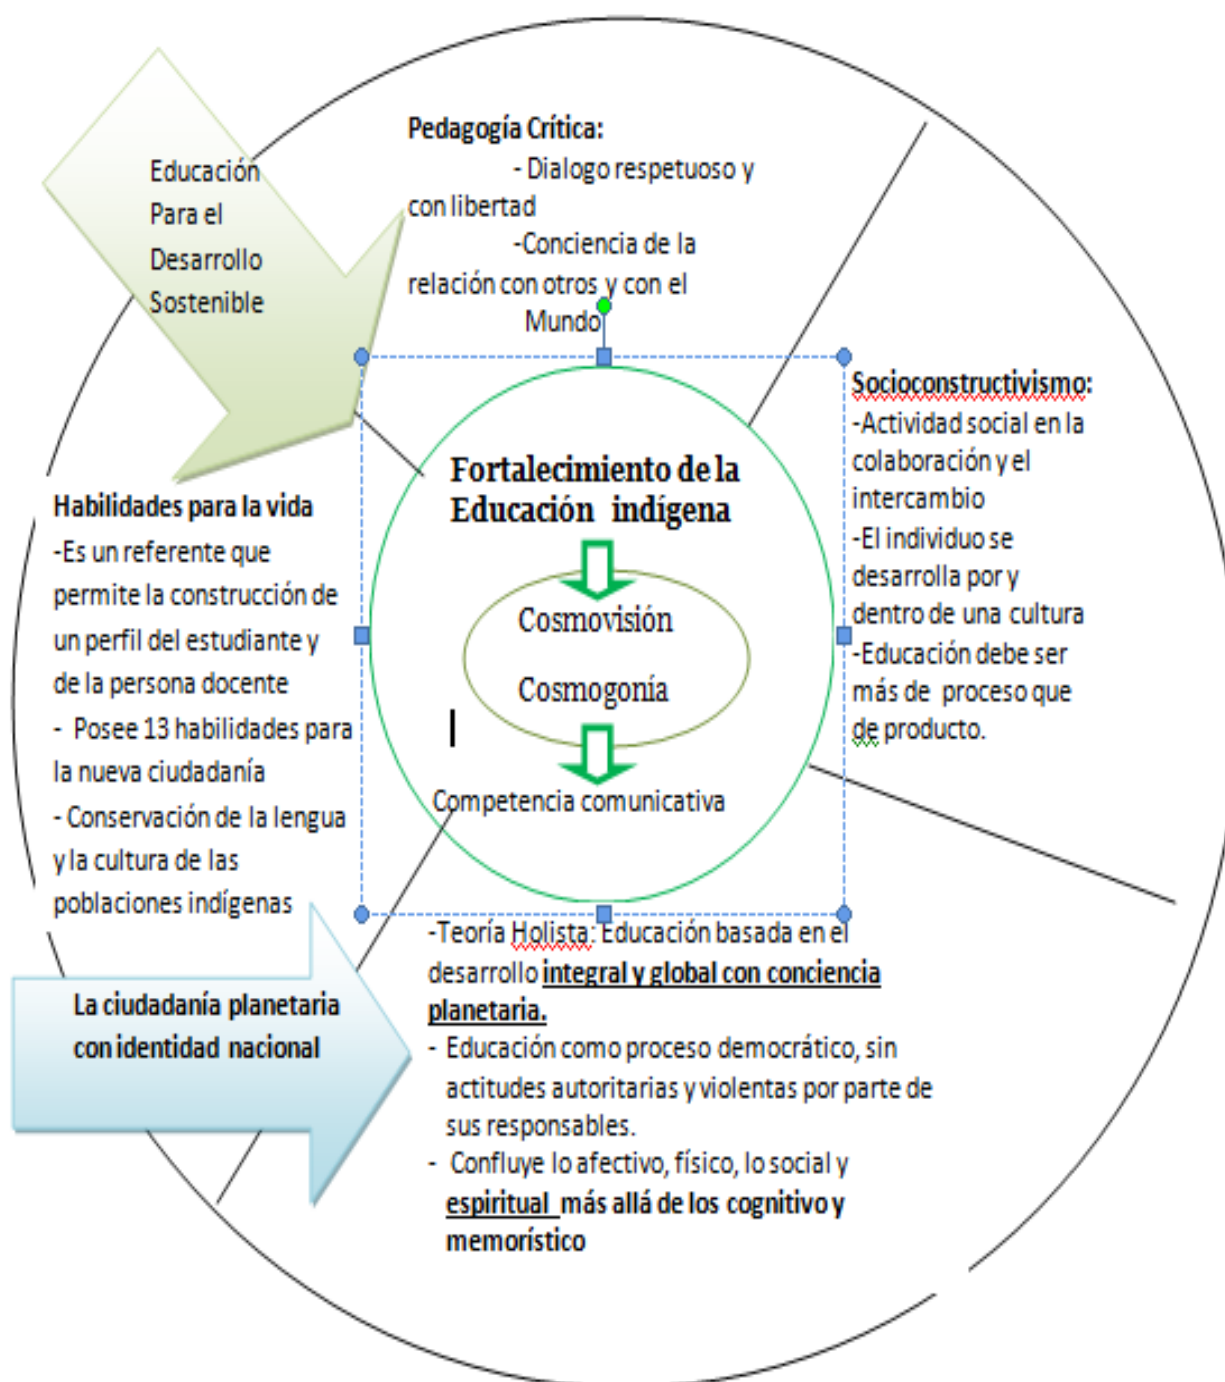 Educación
Para el
Desarrollo
Sostenible
Pedagogía Crítica:
- Dialogo respetuoso y
con libertad
-Conciencia de la
relación con otros y con el
Mundo
Socioconstructivismo:
-Actividad social en la
colaboración y el
intercambio
-El individuo se
desarrolla por y
dentro de una cultura
-Educación debe ser
más de proceso que
de producto.
Fortalecimiento de la
Educación indígena
Cosmovisión
Cosmogonía
Competencia comunicativa
Habilidades para la vida
-Es un referente que
permite la construcción de
un perfil del estudiante y
de la persona docente
- Posee 13 habilidades para
la nueva ciudadanía
- Conservación de la lengua
y la cultura de las
poblaciones indígenas
La ciudadanía planetaria
con identidad nacional
-Teoría Holista: Educación basada en el
desarrollo integral y global con conciencia
planetaria.
- Educación como proceso democrático, sin
actitudes autoritarias y violentas por parte de
sus responsables.
- Confluye lo afectivo, físico, lo social y
espiritual más allá de los cognitivo y
memorístico